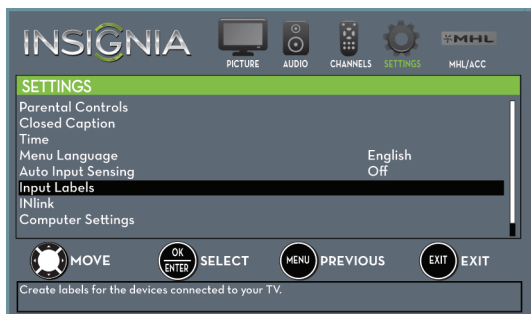 INSIGNIA
PICTURE AUDIO CHANNELS SETTINGS MHL MHL/ACC
SETTINGS
Parental Controls
Closed Caption
Time
Menu Language English
Auto Input Sensing Off
Input Labels
INlink
Computer Settings
MOVE OK ENTER SELECT MENU PREVIOUS EXIT EXIT
Create labels for the devices connected to your TV.